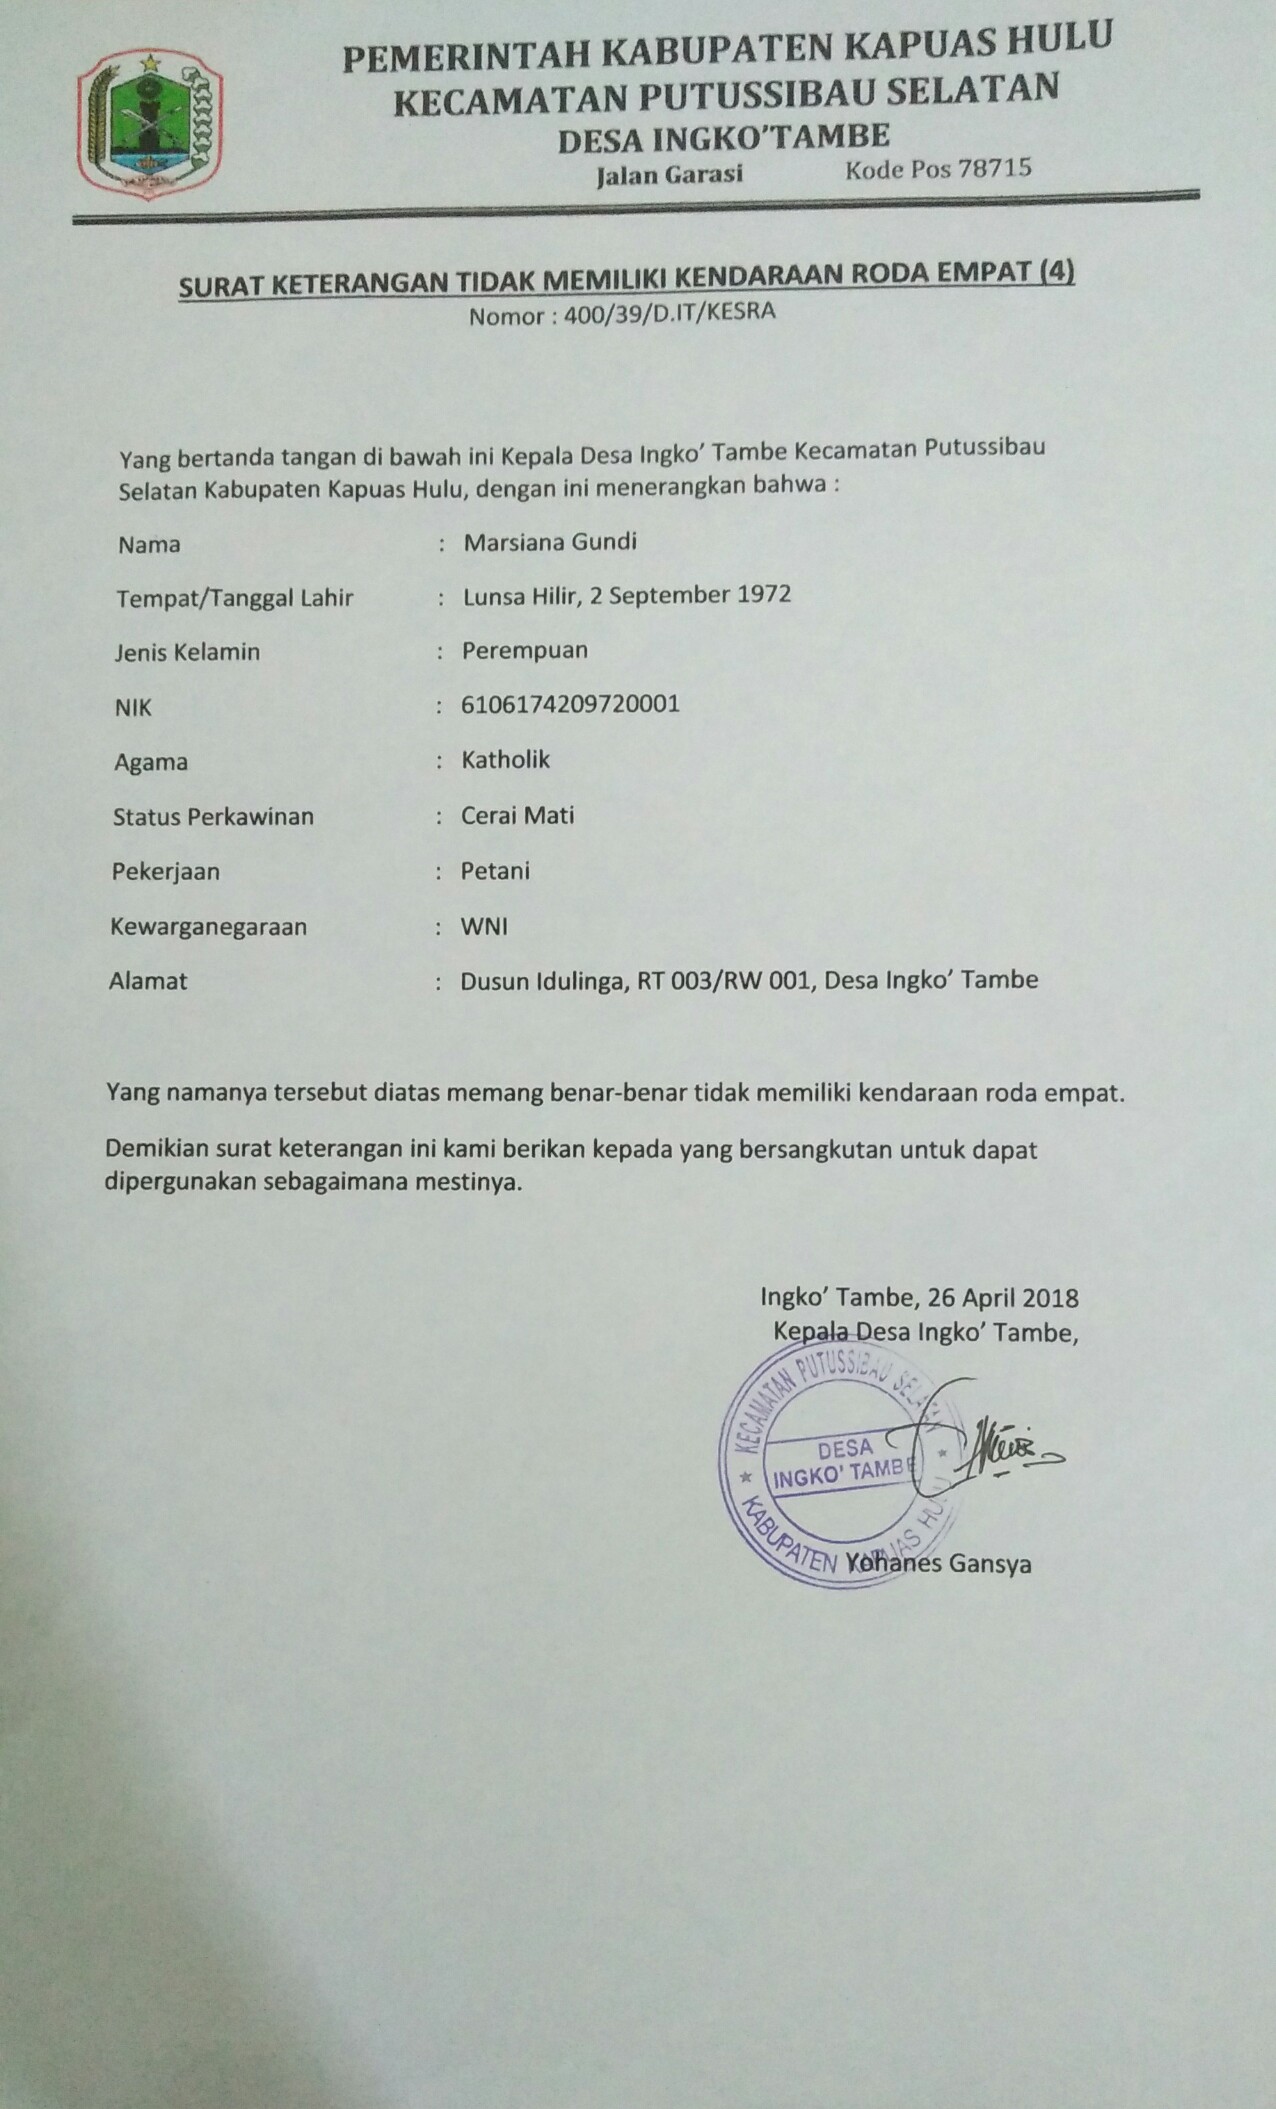 PEMERINTAH KABUPATEN KAPUAS HULU
KECAMATAN PUTUSSIBAU SELATAN
DESA INGKO'TAMBE
Jalan Garasi Kode Pos 78715
SURAT KETERANGAN TIDAK MEMILIKI KENDARAAN RODA EMPAT (4)
Nomor : 400/39/D.IT/KESRA
Yang bertanda tangan di bawah ini Kepala Desa Ingko' Tambe Kecamatan Putussibau
Selatan Kabupaten Kapuas Hulu, dengan ini menerangkan bahwa :
Nama : Marsiana Gundi
Tempat/Tanggal Lahir : Lunsa Hilir, 2 September 1972
Jenis Kelamin : Perempuan
NIK : 6106174209720001
Agama : Katholik
Status Perkawinan : Cerai Mati
Pekerjaan : Petani
Kewarganegaraan : WNI
Alamat : Dusun Idulinga, RT 003/RW 001, Desa Ingko' Tambe
Yang namanya tersebut diatas memang benar-benar tidak memiliki kendaraan roda empat.
Demikian surat keterangan ini kami berikan kepada yang bersangkutan untuk dapat
dipergunakan sebagaimana mestinya.
Ingko' Tambe, 26 April 2018
Kepala Desa Ingko' Tambe,
KECAMATAN PUTUSSIBAU SELATAN
DESA
INGKO' TAMBE
KABUPATEN KAPUAS HULU
Yohanes Gansya